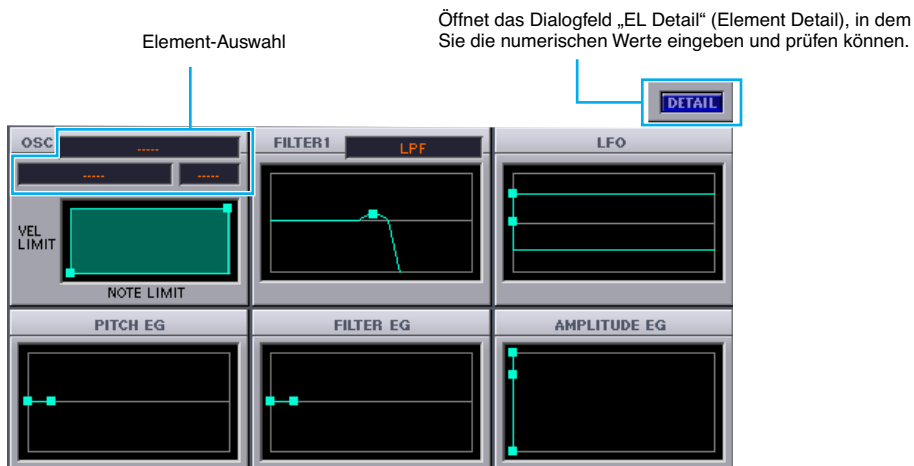 Öffnet das Dialogfeld „EL Detail“ (Element Detail), in dem
Sie die numerischen Werte eingeben und prüfen können.
Element-Auswahl
DETAIL
OSC
-----
-----
-----
FILTER1
LPF
LFO
VEL
LIMIT
NOTE LIMIT
PITCH EG
FILTER EG
AMPLITUDE EG